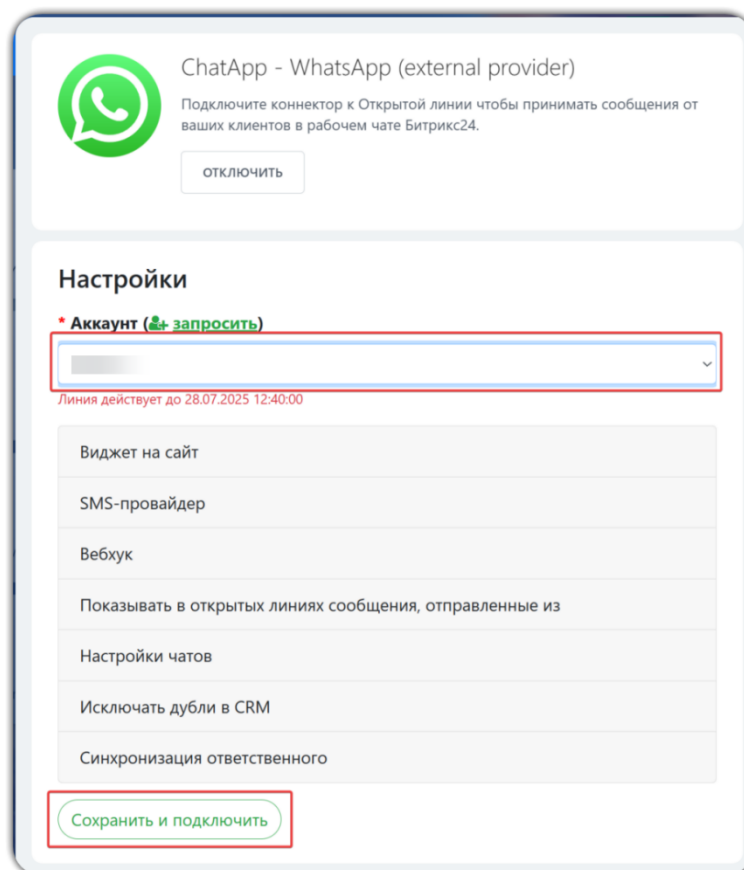 ChatApp - WhatsApp (external provider)
Подключите коннектор к Открытой линии чтобы принимать сообщения от
ваших клиентов в рабочем чате Битрикс24.
ОТКЛЮЧИТЬ
Настройки
* Аккаунт (запросить)
Линия действует до 28.07.2025 12:40:00
Виджет на сайт
SMS-провайдер
Вебхук
Показывать в открытых линиях сообщения, отправленные из
Настройки чатов
Исключать дубли в CRM
Синхронизация ответственного
Сохранить и подключить